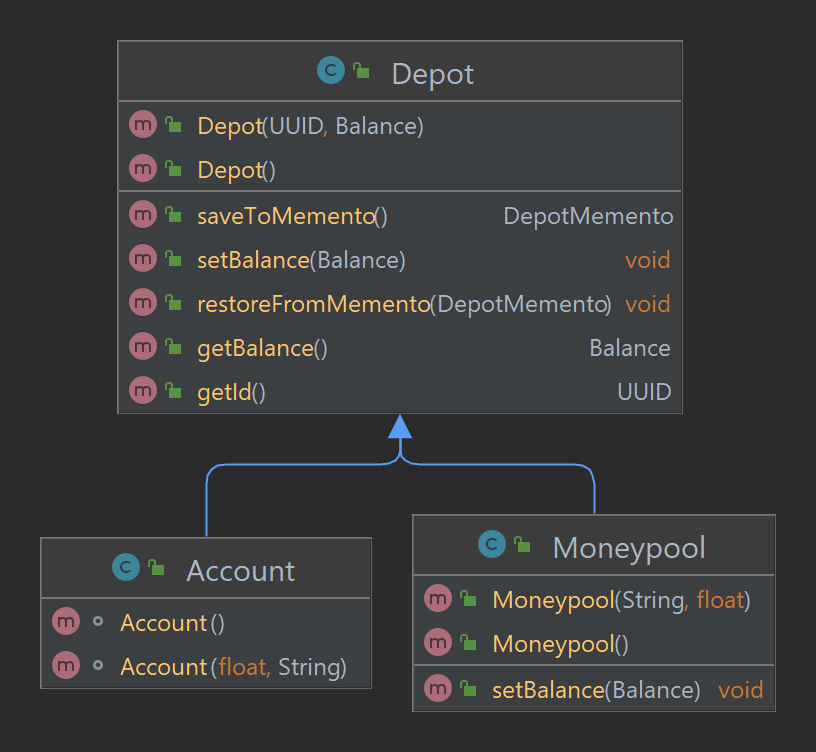 C Depot
m Depot(UUID, Balance)
m Depot()
m saveToMemento() DepotMemento
m setBalance(Balance) void
m restoreFromMemento(DepotMemento) void
m getBalance() Balance
m getId() UUID
C Account
m Account()
m Account(float, String)
C Moneypool
m Moneypool(String, float)
m Moneypool()
m setBalance(Balance) void